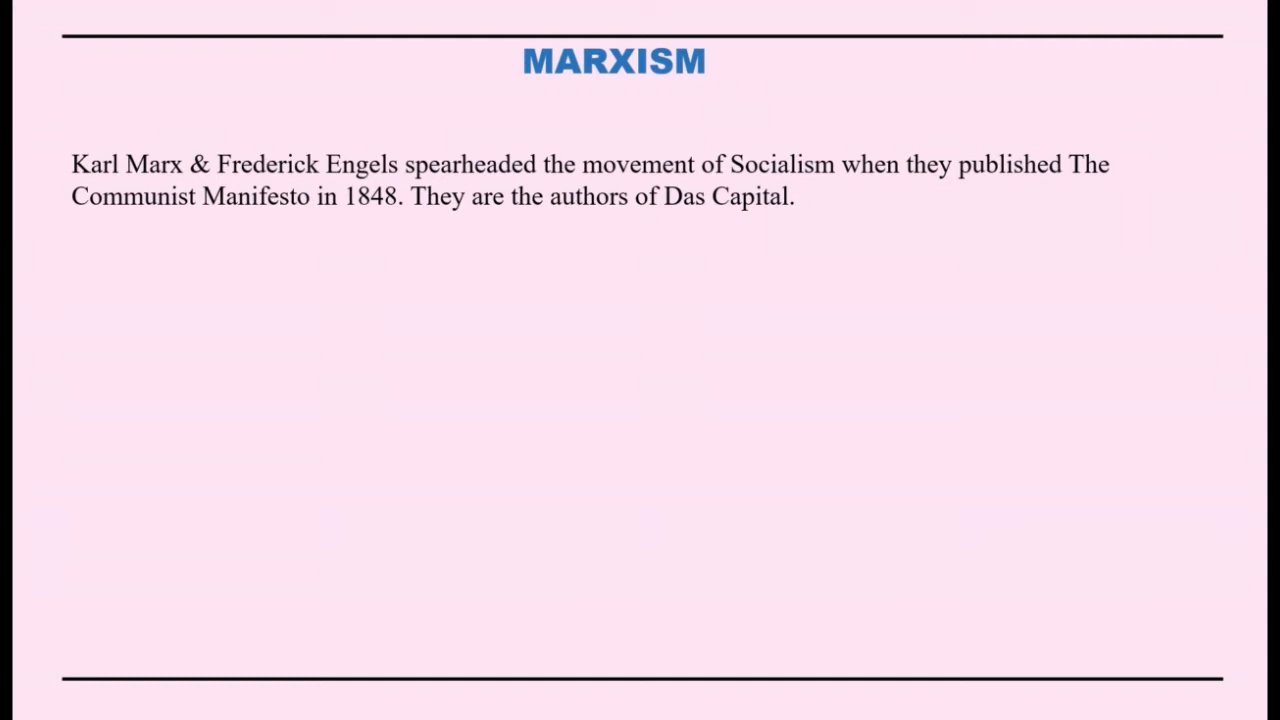 MARXISM
Karl Marx & Frederick Engels spearheaded the movement of Socialism when they published The
Communist Manifesto in 1848. They are the authors of Das Capital.